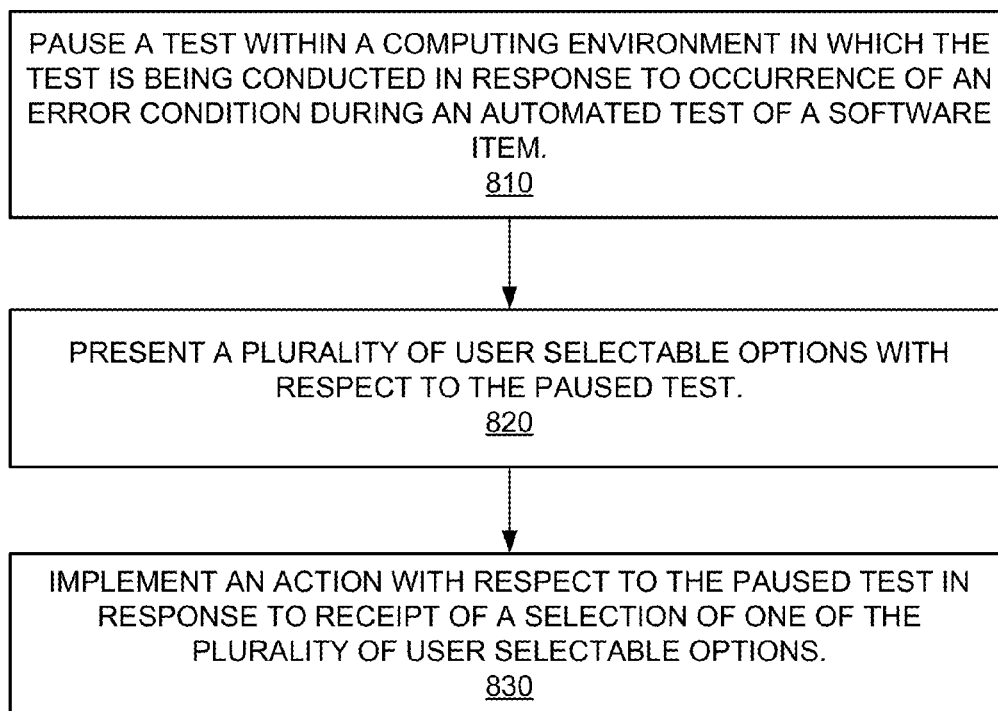 PAUSE A TEST WITHIN A COMPUTING ENVIRONMENT IN WHICH THE
TEST IS BEING CONDUCTED IN RESPONSE TO OCCURRENCE OF AN
ERROR CONDITION DURING AN AUTOMATED TEST OF A SOFTWARE
ITEM.
810
PRESENT A PLURALITY OF USER SELECTABLE OPTIONS WITH
RESPECT TO THE PAUSED TEST.
820
IMPLEMENT AN ACTION WITH RESPECT TO THE PAUSED TEST IN
RESPONSE TO RECEIPT OF A SELECTION OF ONE OF THE
PLURALITY OF USER SELECTABLE OPTIONS.
830